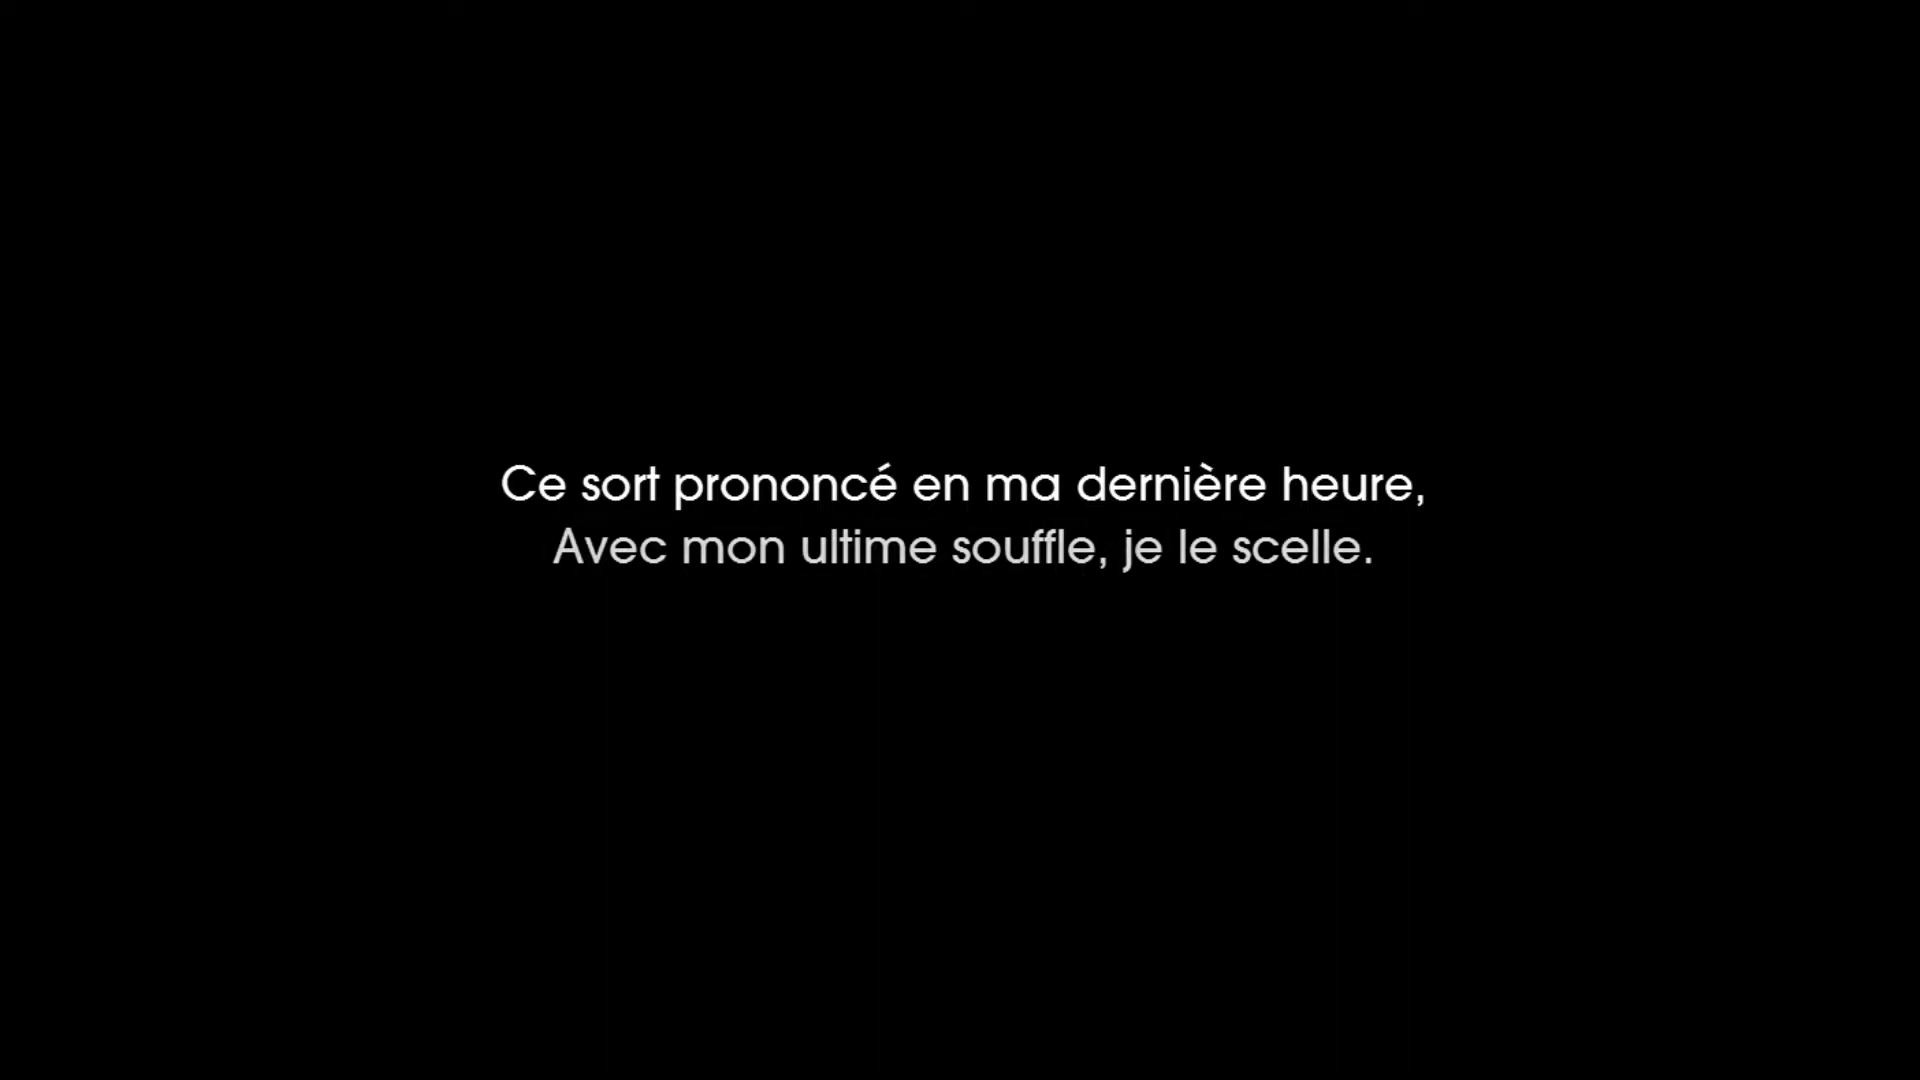 Ce sort prononcé en ma dernière heure,
Avec mon ultime souffle, je le scelle.